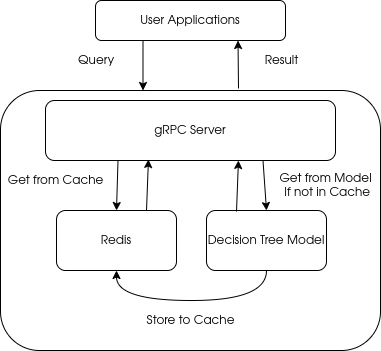 User Applications
Query
Result
gRPC Server
Get from Cache
Get from Model
If not in Cache
Redis
Decision Tree Model
Store to Cache